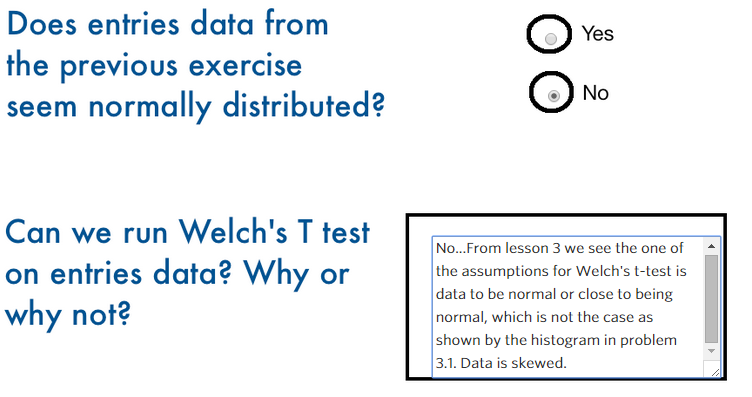 Does entries data from
the previous exercise
seem normally distributed?
Yes
No
Can we run Welch's T test
on entries data? Why or
why not?
No...From lesson 3 we see the one of
the assumptions for Welch's t-test is
data to be normal or close to being
normal, which is not the case as
shown by the histogram in problem
3.1. Data is skewed.